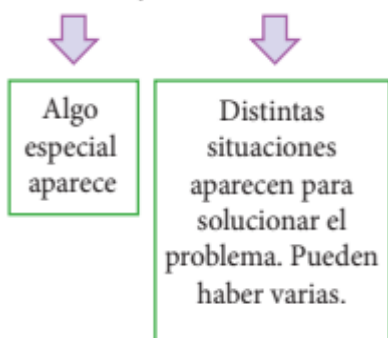 Algo
especial
aparece
Distintas
situaciones
aparecen para
solucionar el
problema. Pueden
haber varias.